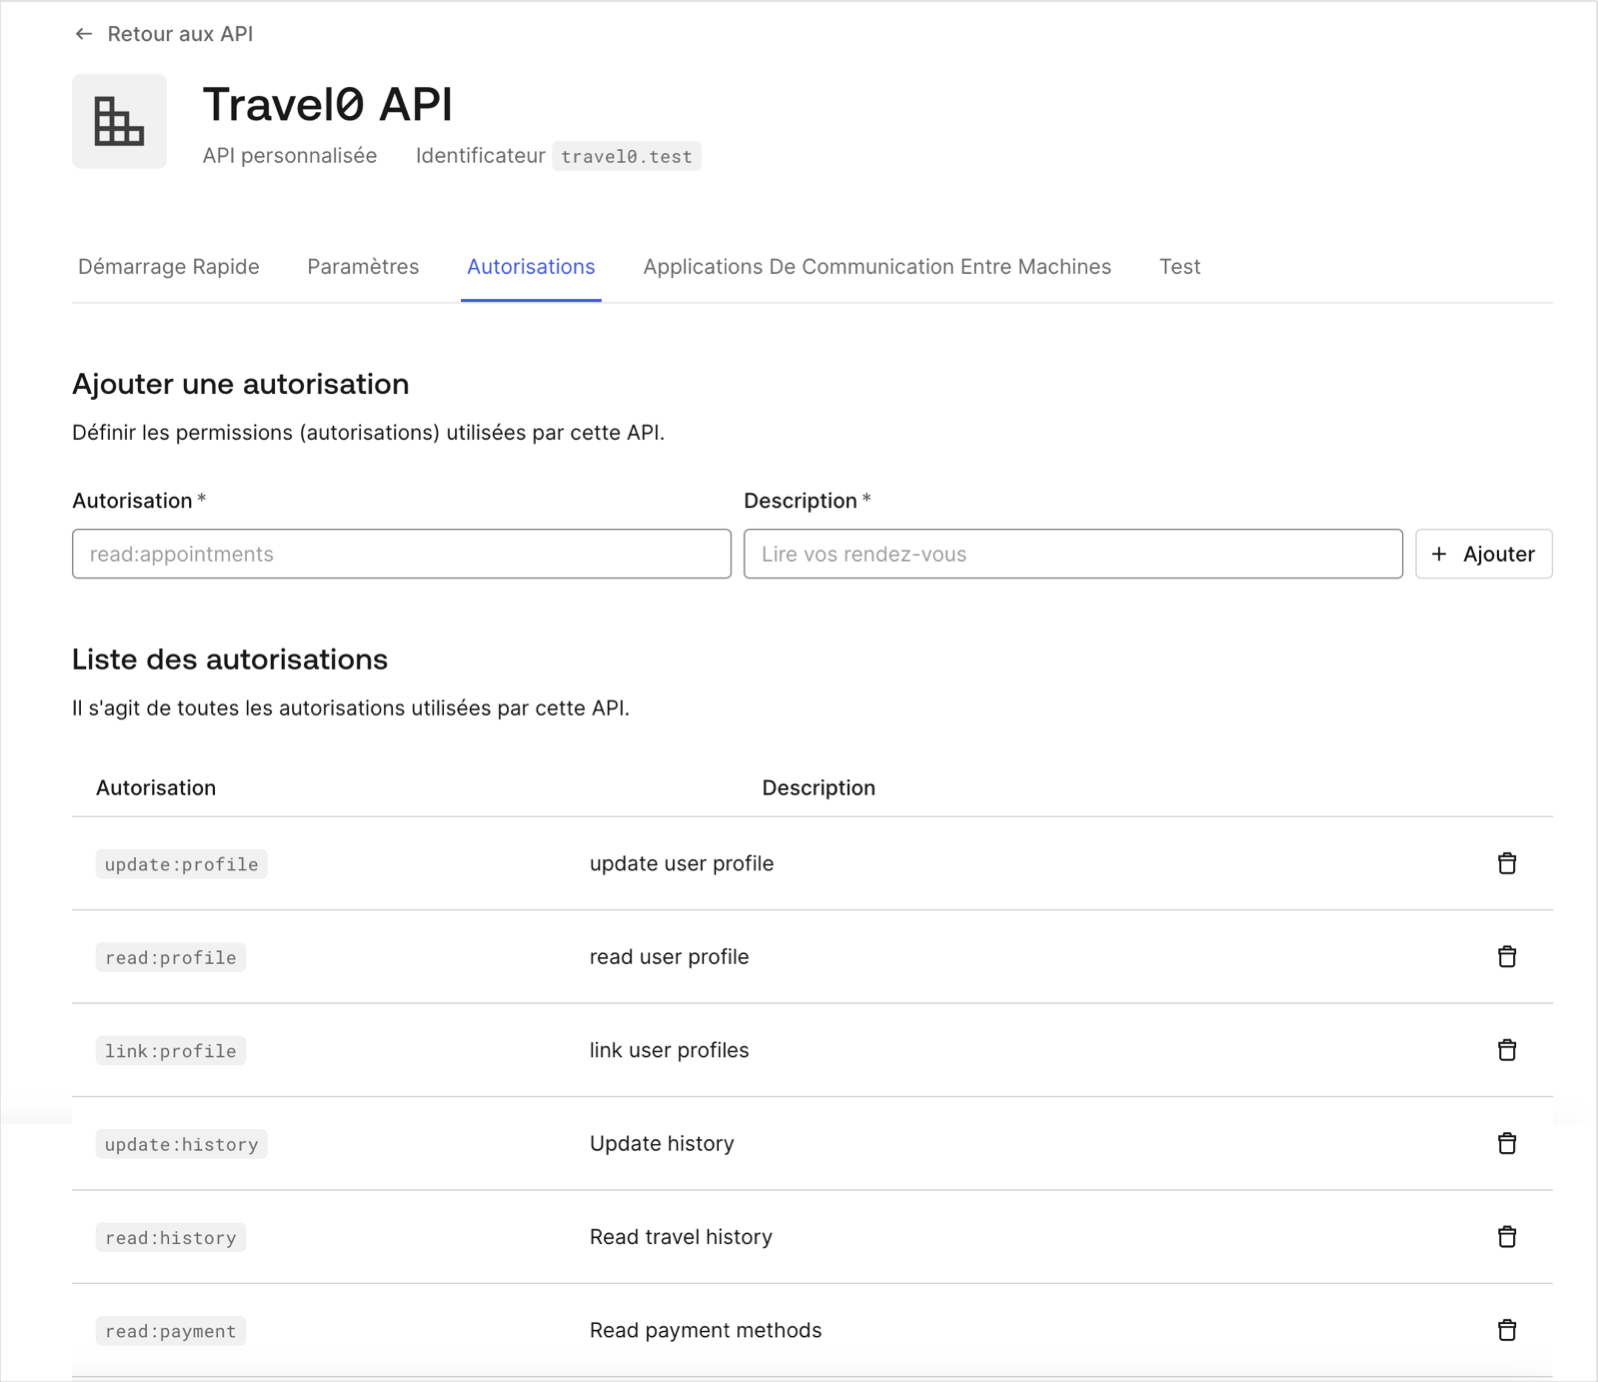 ← Retour aux API
Travel0 API
API personnalisée Identificateur travel0.test
Démarrage Rapide Paramètres Autorisations Applications De Communication Entre Machines Test
Ajouter une autorisation
Définir les permissions (autorisations) utilisées par cette API.
Autorisation * Description *
read:appointments Lire vos rendez-vous + Ajouter
Liste des autorisations
Il s'agit de toutes les autorisations utilisées par cette API.
Autorisation Description
update:profile update user profile
read:profile read user profile
link:profile link user profiles
update:history Update history
read:history Read travel history
read:payment Read payment methods